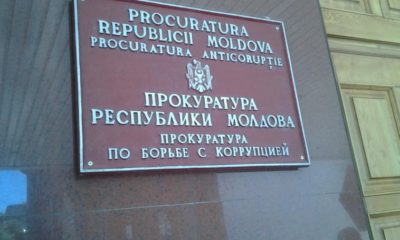 PROCURATURA
REPUBLICII MOLDOVA
PROCURATURA ANTICORUPȚIE
ПРОКУРАТУРА
РЕСПУБЛИКИ МОЛДОВА
ПРОКУРАТУРА
ПО БОРЬБЕ С КОРРУПЦИЕЙ